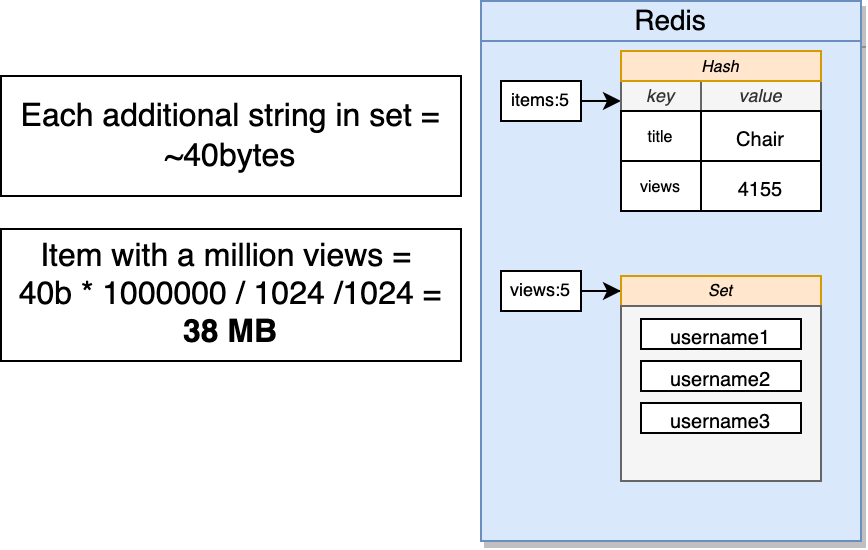 Each additional string in set =
~40bytes
Item with a million views =
40b * 1000000 / 1024 /1024 =
38 MB
Redis
items:5
Hash
key value
title Chair
views 4155
views:5
Set
username1
username2
username3